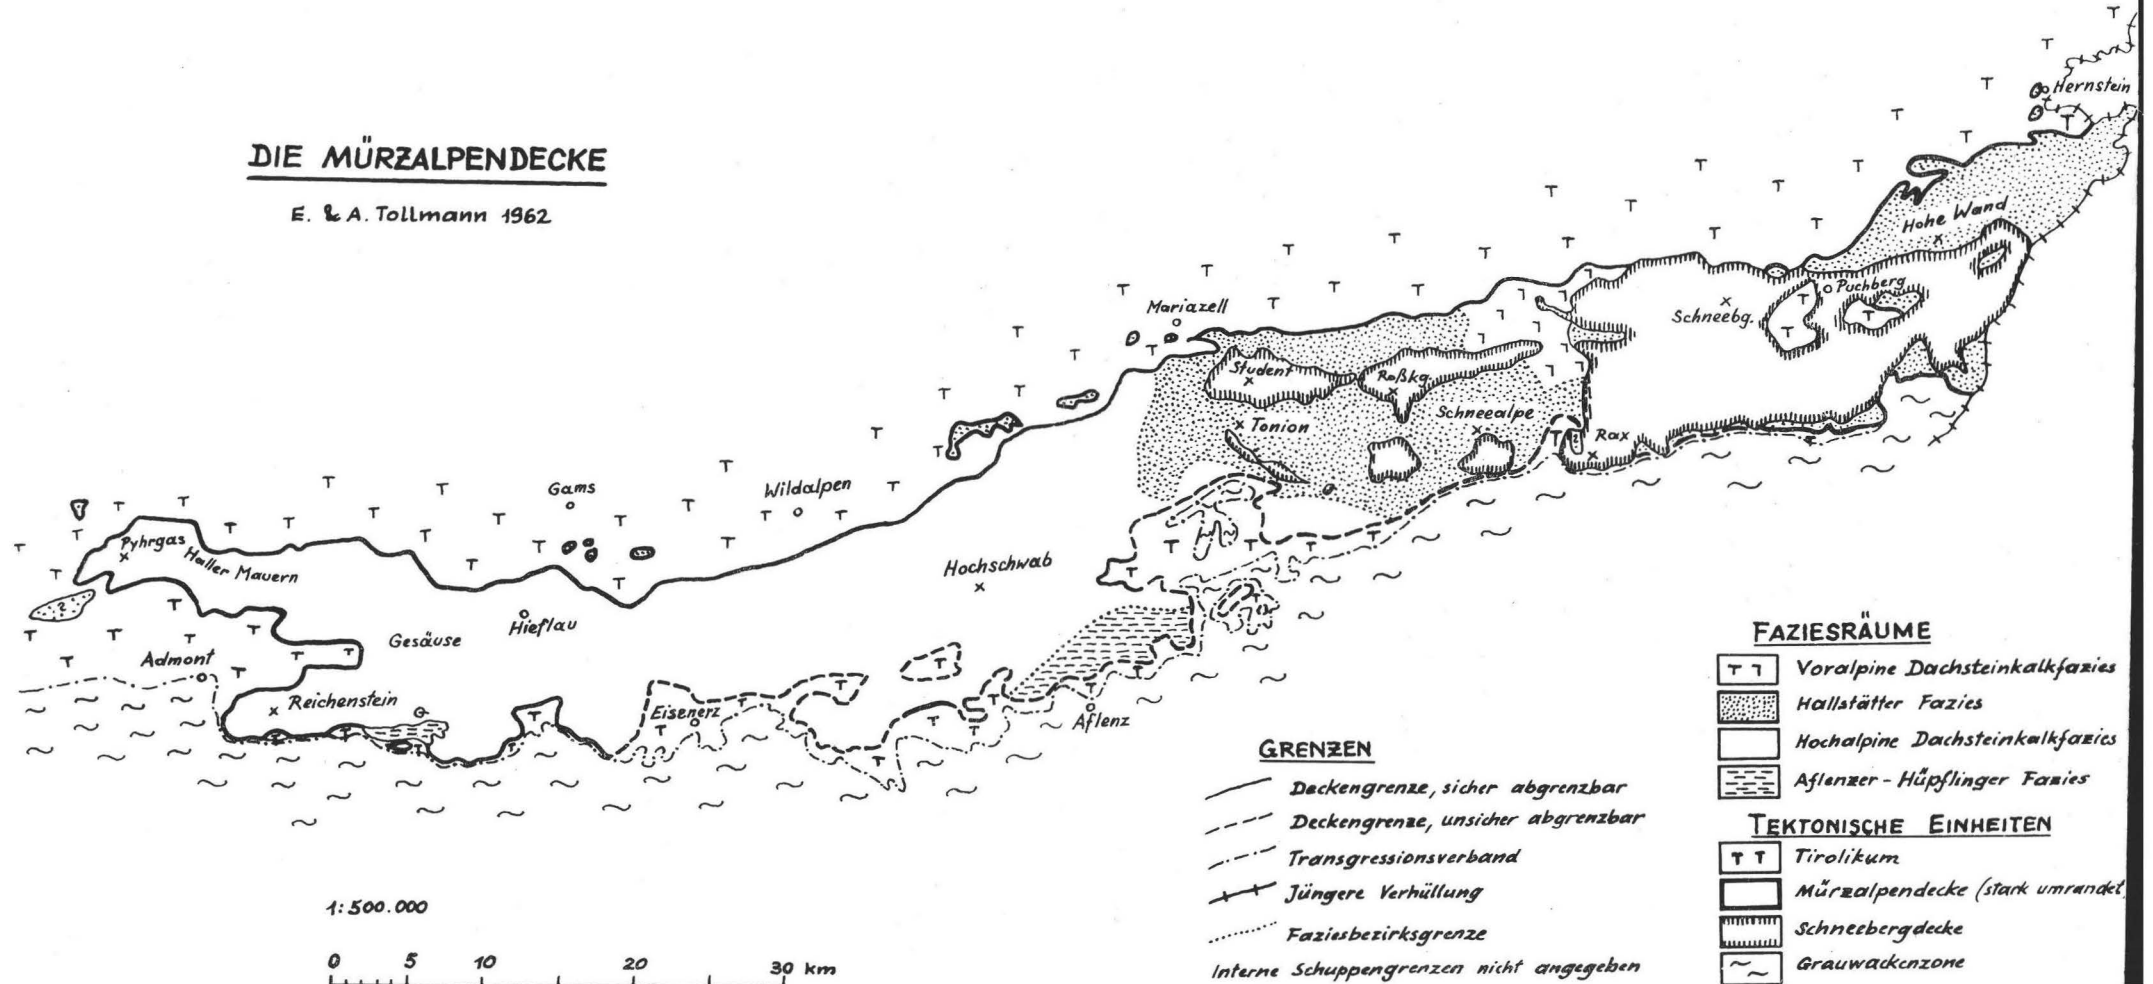 DIE MÜRZALPENDECKE
E. & A. Tollmann 1962
Hernstein
Hohe Wand
Puchberg
Schneebg.
Mariazell
Student
Roßkg.
Schneealpe
Tonion
Rax
Gams
Wildalpen
Pyhrgas
Haller Mauern
Hochschwab
Hieflau
Gesäuse
Admont
Reichenstein
G
Eisenerz
Aflenz
FAZIESRÄUME
T T Voralpine Dachsteinkalkfazies
Hallstätter Fazies
Hochalpine Dachsteinkalkfazies
Aflenzer-Hüpflinger Fazies
TEKTONISCHE EINHEITEN
T T Tirolikum
Mürzalpendecke (stark umrandet
Schneebergdecke
Grauwackenzone
GRENZEN
Deckengrenze, sicher abgrenzbar
Deckengrenze, unsicher abgrenzbar
Transgressionsverband
Jüngere Verhüllung
Faziesbezirksgrenze
Interne Schuppengrenzen nicht angegeben
1:500.000
0 5 10 20 30 km